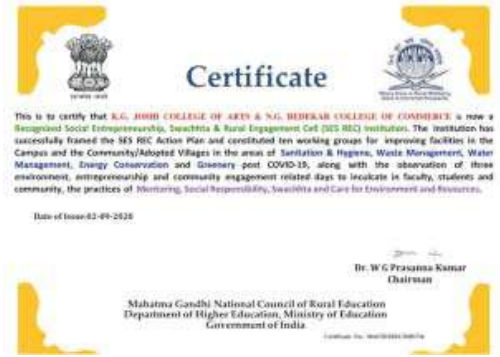 Certificate
This is to certify that K.G. JOSHI COLLEGE OF ARTS & N.G. BEDEKAR COLLEGE OF COMMERCE is now a
Recognized Social Entrepreneurship, Swachhta & Rural Engagement Cell (SES REC) Institution. The institution has
successfully framed the SES REC Action Plan and constituted ten working groups for improving facilities in the
Campus and the Community/Adopted Villages in the areas of Sanitation & Hygiene, Waste Management, Water
Management, Energy Conservation and Greenery post COVID-19, along with the observation of three
environment, entrepreneurship and community engagement related days to inculcate in faculty, students and
community, the practices of Mentoring, Social Responsibility, Swachhta and Care for Environment and Resources.
Date of Issue:02-09-2020
Dr. W G Prasanna Kumar
Chairman
Mahatma Gandhi National Council of Rural Education
Department of Higher Education, Ministry of Education
Government of India